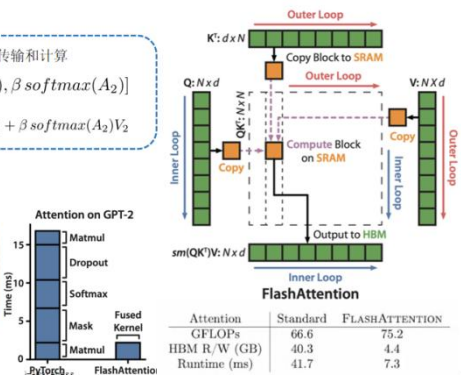 传输和计算
), β softmax(A₂)]
+ β softmax(A₂)V₂
Outer Loop
Kᵀ: d x N
Copy Block to SRAM
Outer Loop
Q: N x d
V: N X d
QKᵀ: N x N
Inner Loop
Copy
Compute Block
on SRAM
Copy
Inner Loop
Outer Loop
Output to HBM
sm(QKᵀ)V: N x d
Inner Loop
FlashAttention
Attention on GPT-2
Time (ms)
15
10
5
0
Matmul
Dropout
Softmax
Mask
Matmul
Fused
Kernel
PyTorch
FlashAttention
Attention Standard FLASHATTENTION
GFLOPs 66.6 75.2
HBM R/W (GB) 40.3 4.4
Runtime (ms) 41.7 7.3